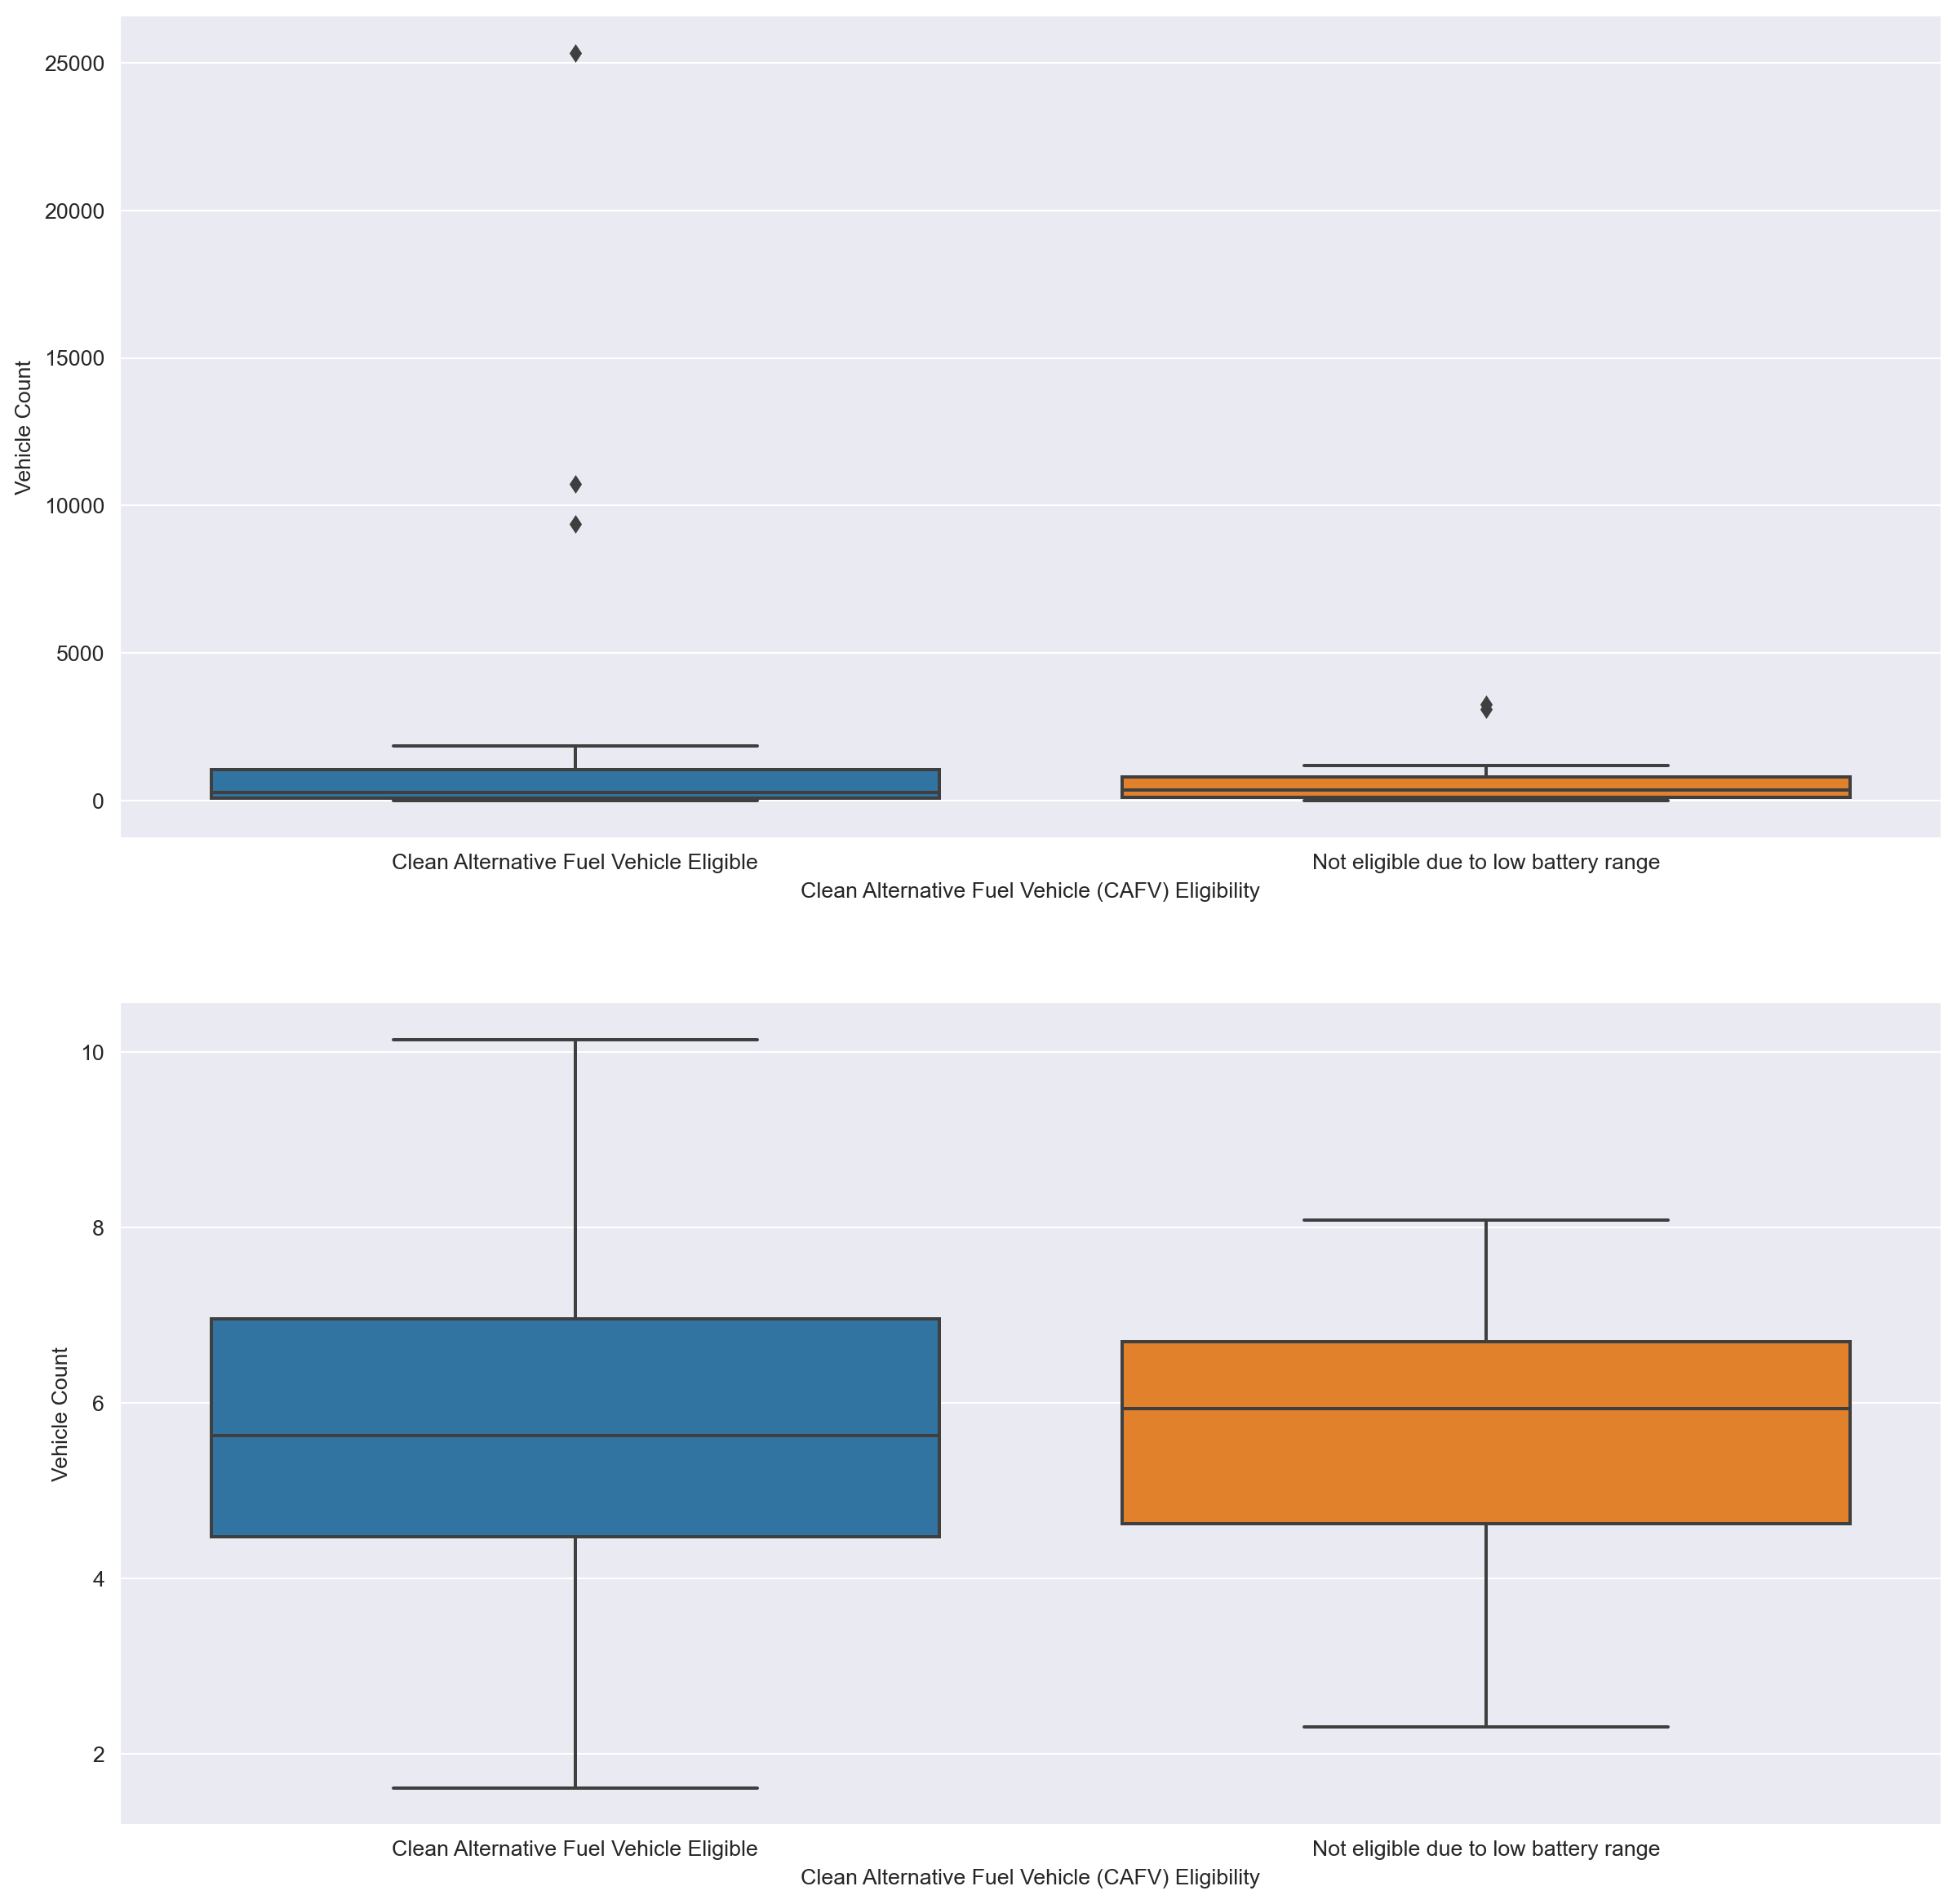 25000
20000
15000
10000
5000
0
Vehicle Count
Clean Alternative Fuel Vehicle Eligible
Not eligible due to low battery range
Clean Alternative Fuel Vehicle (CAFV) Eligibility
10
8
6
4
2
Vehicle Count
Clean Alternative Fuel Vehicle Eligible
Not eligible due to low battery range
Clean Alternative Fuel Vehicle (CAFV) Eligibility